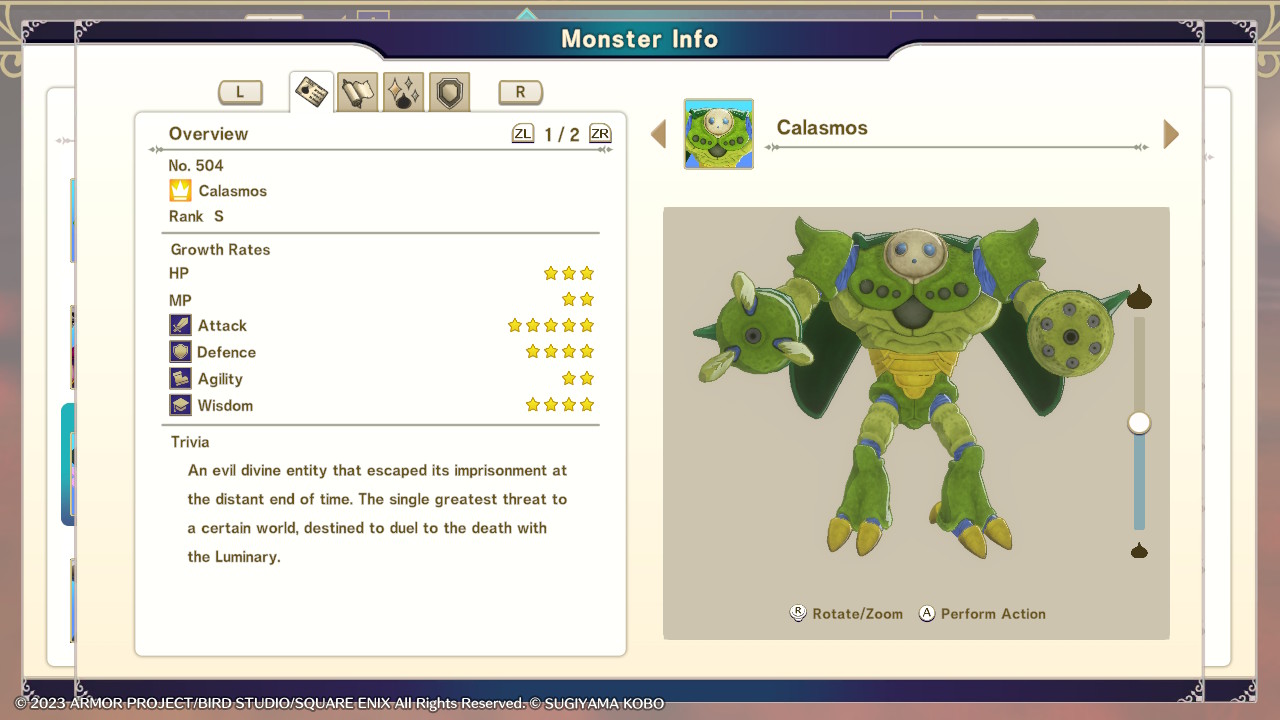 Monster Info
L
R
Overview
ZL 1 / 2 ZR
No. 504
Calasmos
Rank S
Growth Rates
HP
MP
Attack
Defence
Agility
Wisdom
Trivia
An evil divine entity that escaped its imprisonment at
the distant end of time. The single greatest threat to
a certain world, destined to duel to the death with
the Luminary.
Calasmos
R Rotate/Zoom A Perform Action
© 2023 ARMOR PROJECT/BIRD STUDIO/SQUARE ENIX All Rights Reserved. © SUGIYAMA KOBO